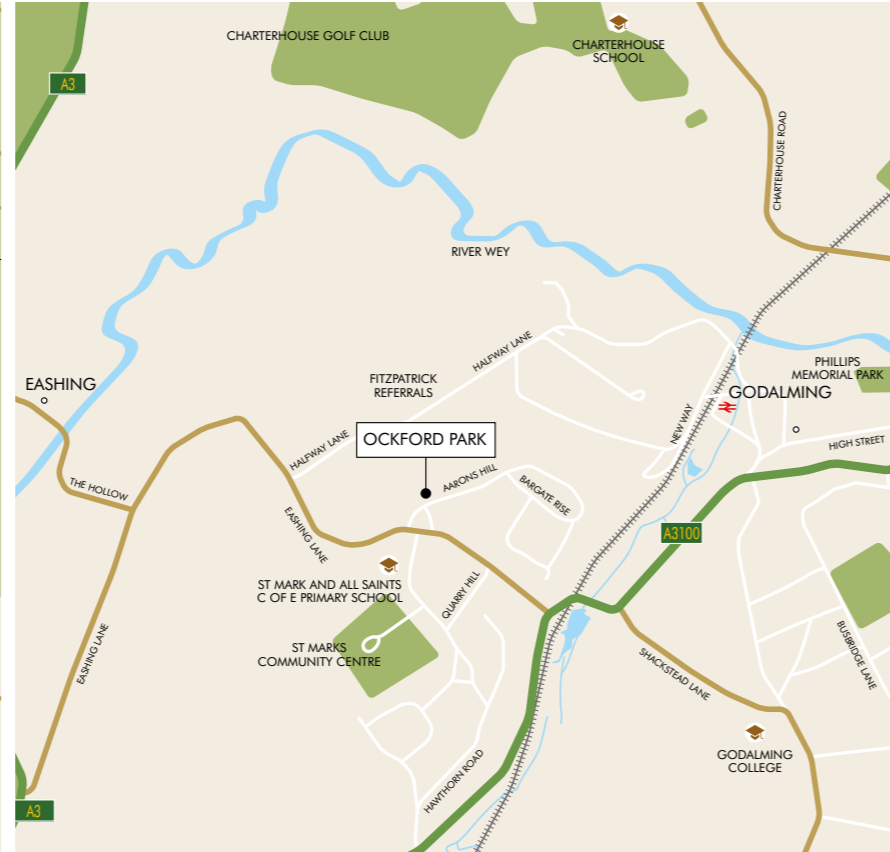 CHARTERHOUSE GOLF CLUB
CHARTERHOUSE
SCHOOL
A3
CHARTERHOUSE ROAD
RIVER WEY
HALFWAY LANE
FITZPATRICK
REFERRALS
PHILLIPS
MEMORIAL PARK
EASHING
GODALMING
NEW WAY
HIGH STREET
HALFWAY LANE
OCKFORD PARK
AARONS HILL
BARGATE RISE
THE HOLLOW
EASHING LANE
A3100
ST MARK AND ALL SAINTS
C OF E PRIMARY SCHOOL
QUARRY HILL
ST MARKS
COMMUNITY CENTRE
EASHING LANE
SHACKSTEAD LANE
BUSBRIDGE LANE
GODALMING
COLLEGE
HAWTHORN ROAD
A3